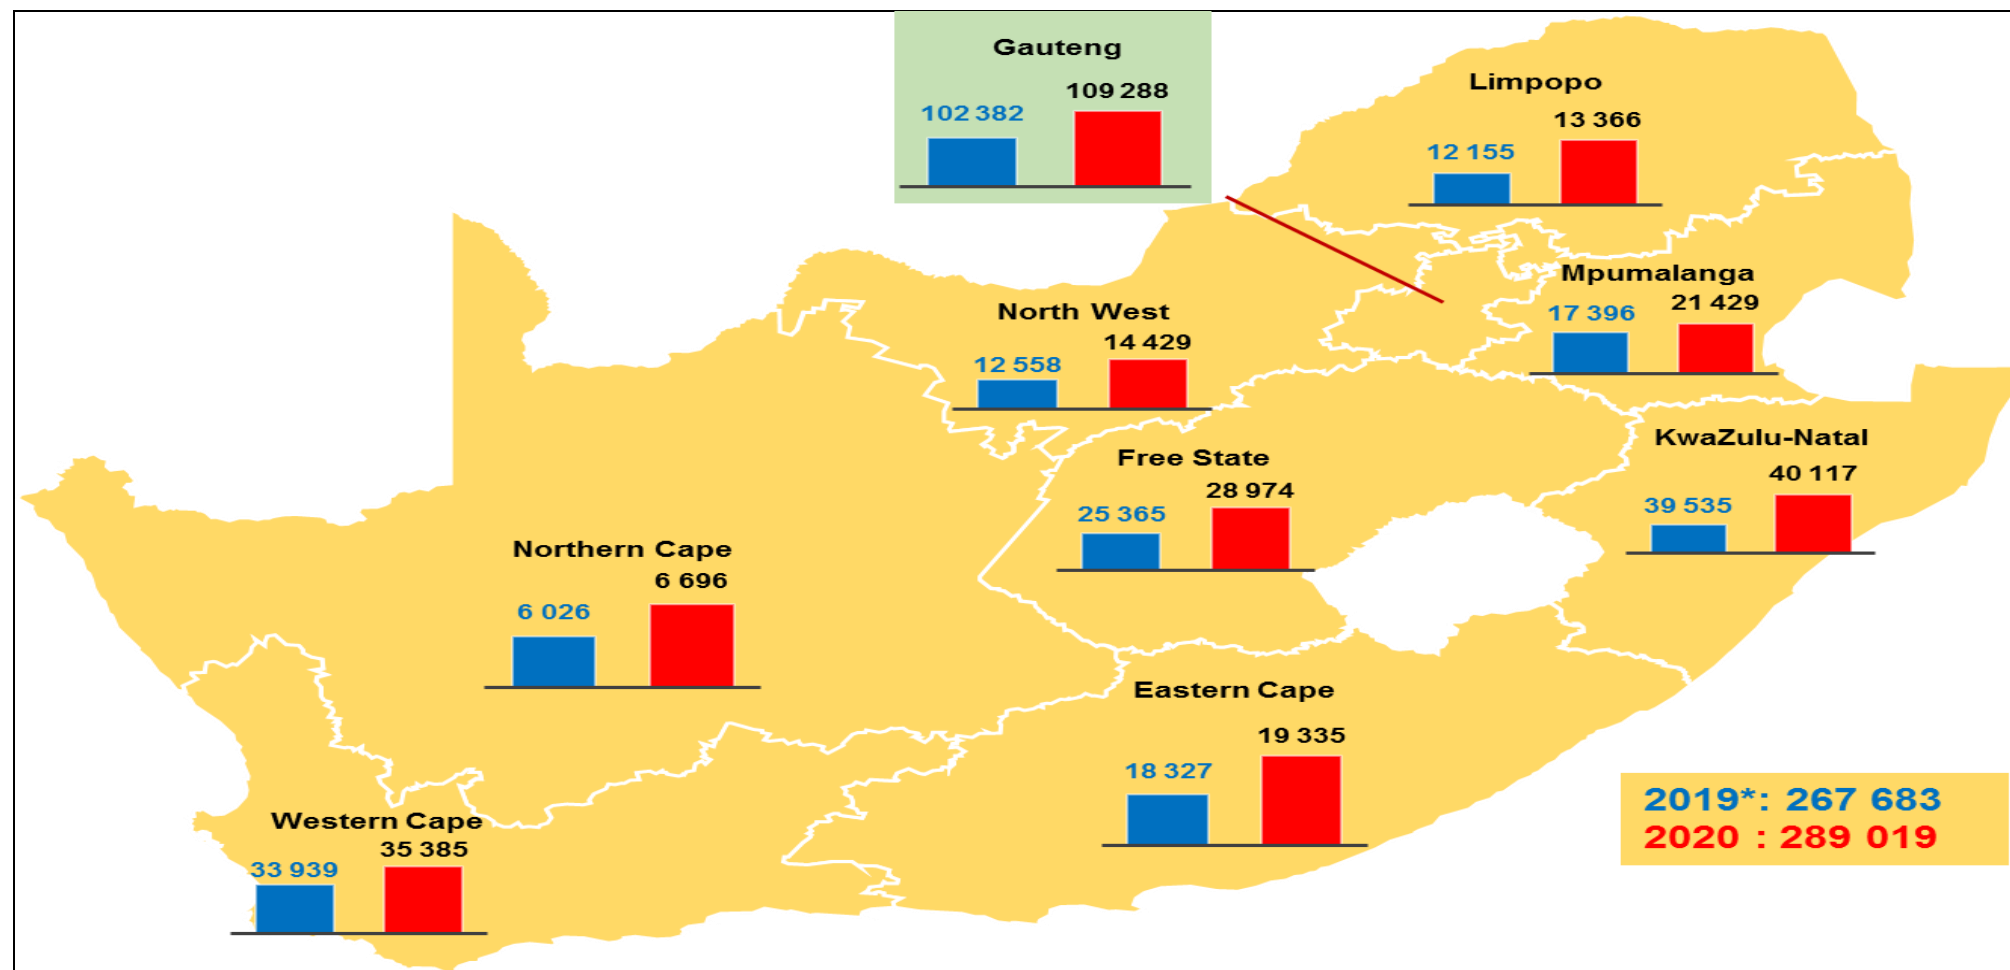 Gauteng
102 382
109 288
Limpopo
12 155
13 366
Mpumalanga
17 396
21 429
North West
12 558
14 429
KwaZulu-Natal
39 535
40 117
Free State
25 365
28 974
Northern Cape
6 026
6 696
Eastern Cape
18 327
19 335
Western Cape
33 939
35 385
2019*: 267 683
2020 : 289 019